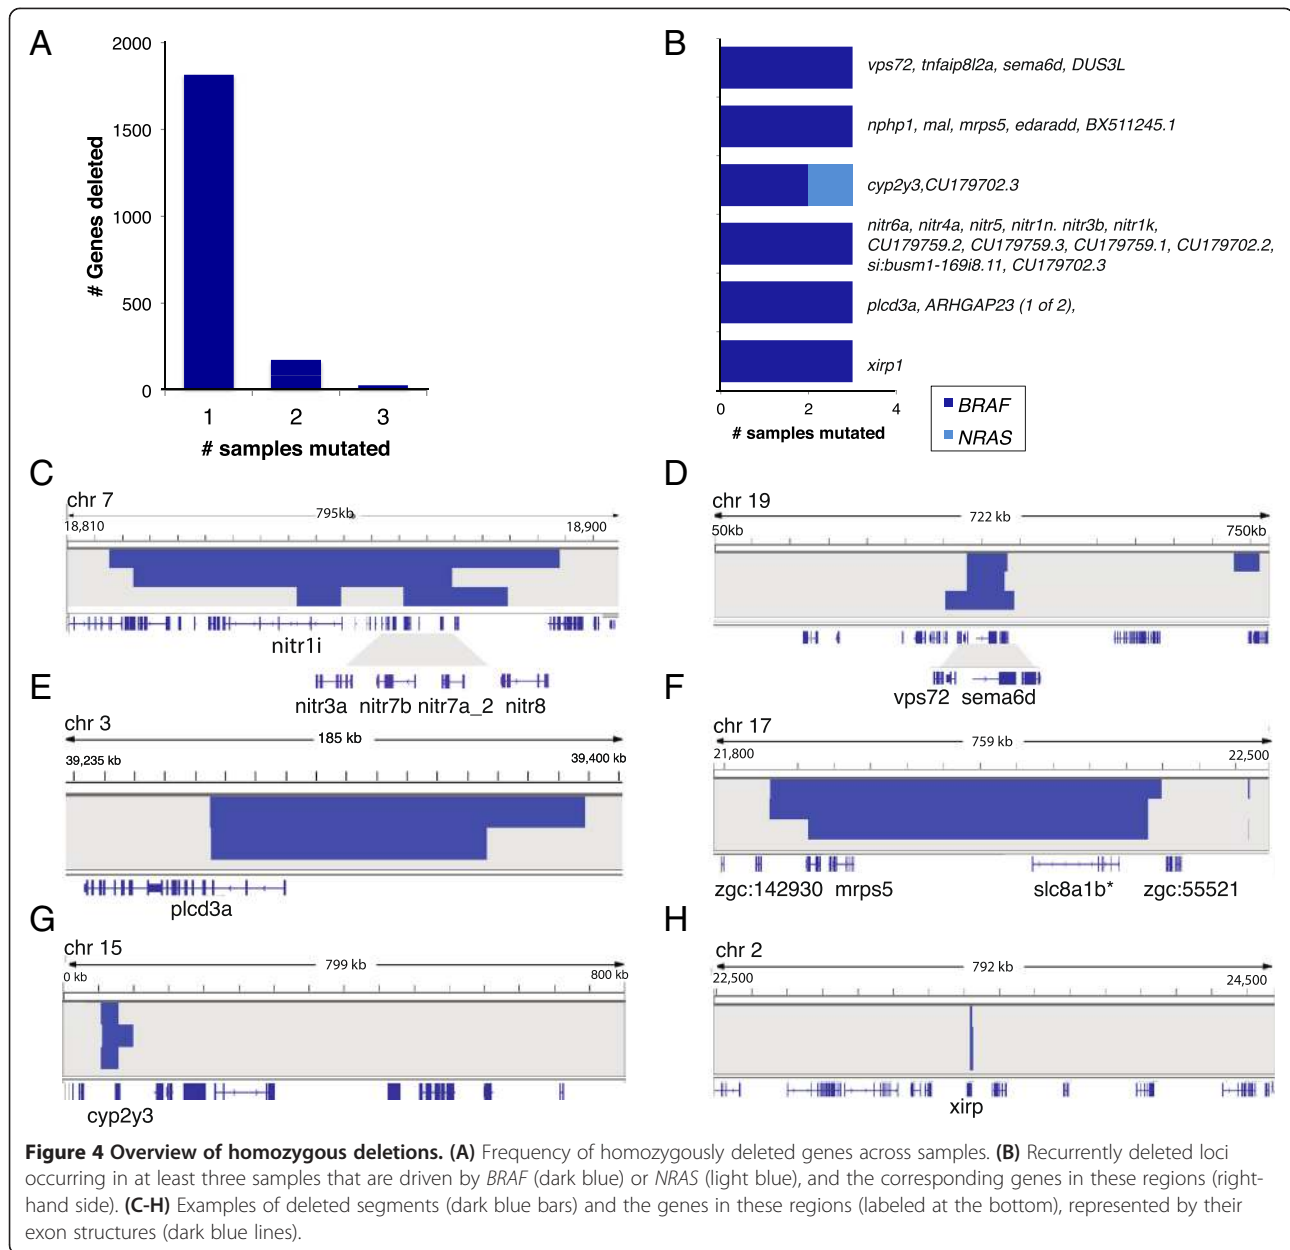 A
2000
1500
1000
500
0
# Genes deleted
1 2 3
# samples mutated
B
vps72, tnfaip8l2a, sema6d, DUS3L
nphp1, mal, mrps5, edaradd, BX511245.1
cyp2y3,CU179702.3
nitr6a, nitr4a, nitr5, nitr1n. nitr3b, nitr1k,
CU179759.2, CU179759.3, CU179759.1, CU179702.2,
si:busm1-169i8.11, CU179702.3
plcd3a, ARHGAP23 (1 of 2),
xirp1
0 2 4
# samples mutated
BRAF
NRAS
C
chr 7
795kb
18,810 18,900
nitr1i
nitr3a nitr7b nitr7a_2 nitr8
D
chr 19
722 kb
50kb 750kb
vps72 sema6d
E
chr 3
185 kb
39,235 kb 39,400 kb
plcd3a
F
chr 17
759 kb
21,800 22,500
zgc:142930 mrps5 slc8a1b* zgc:55521
G
chr 15
799 kb
0 kb 800 kb
cyp2y3
H
chr 2
792 kb
22,500 24,500
xirp
Figure 4 Overview of homozygous deletions. (A) Frequency of homozygously deleted genes across samples. (B) Recurrently deleted loci
occurring in at least three samples that are driven by BRAF (dark blue) or NRAS (light blue), and the corresponding genes in these regions (right-
hand side). (C-H) Examples of deleted segments (dark blue bars) and the genes in these regions (labeled at the bottom), represented by their
exon structures (dark blue lines).